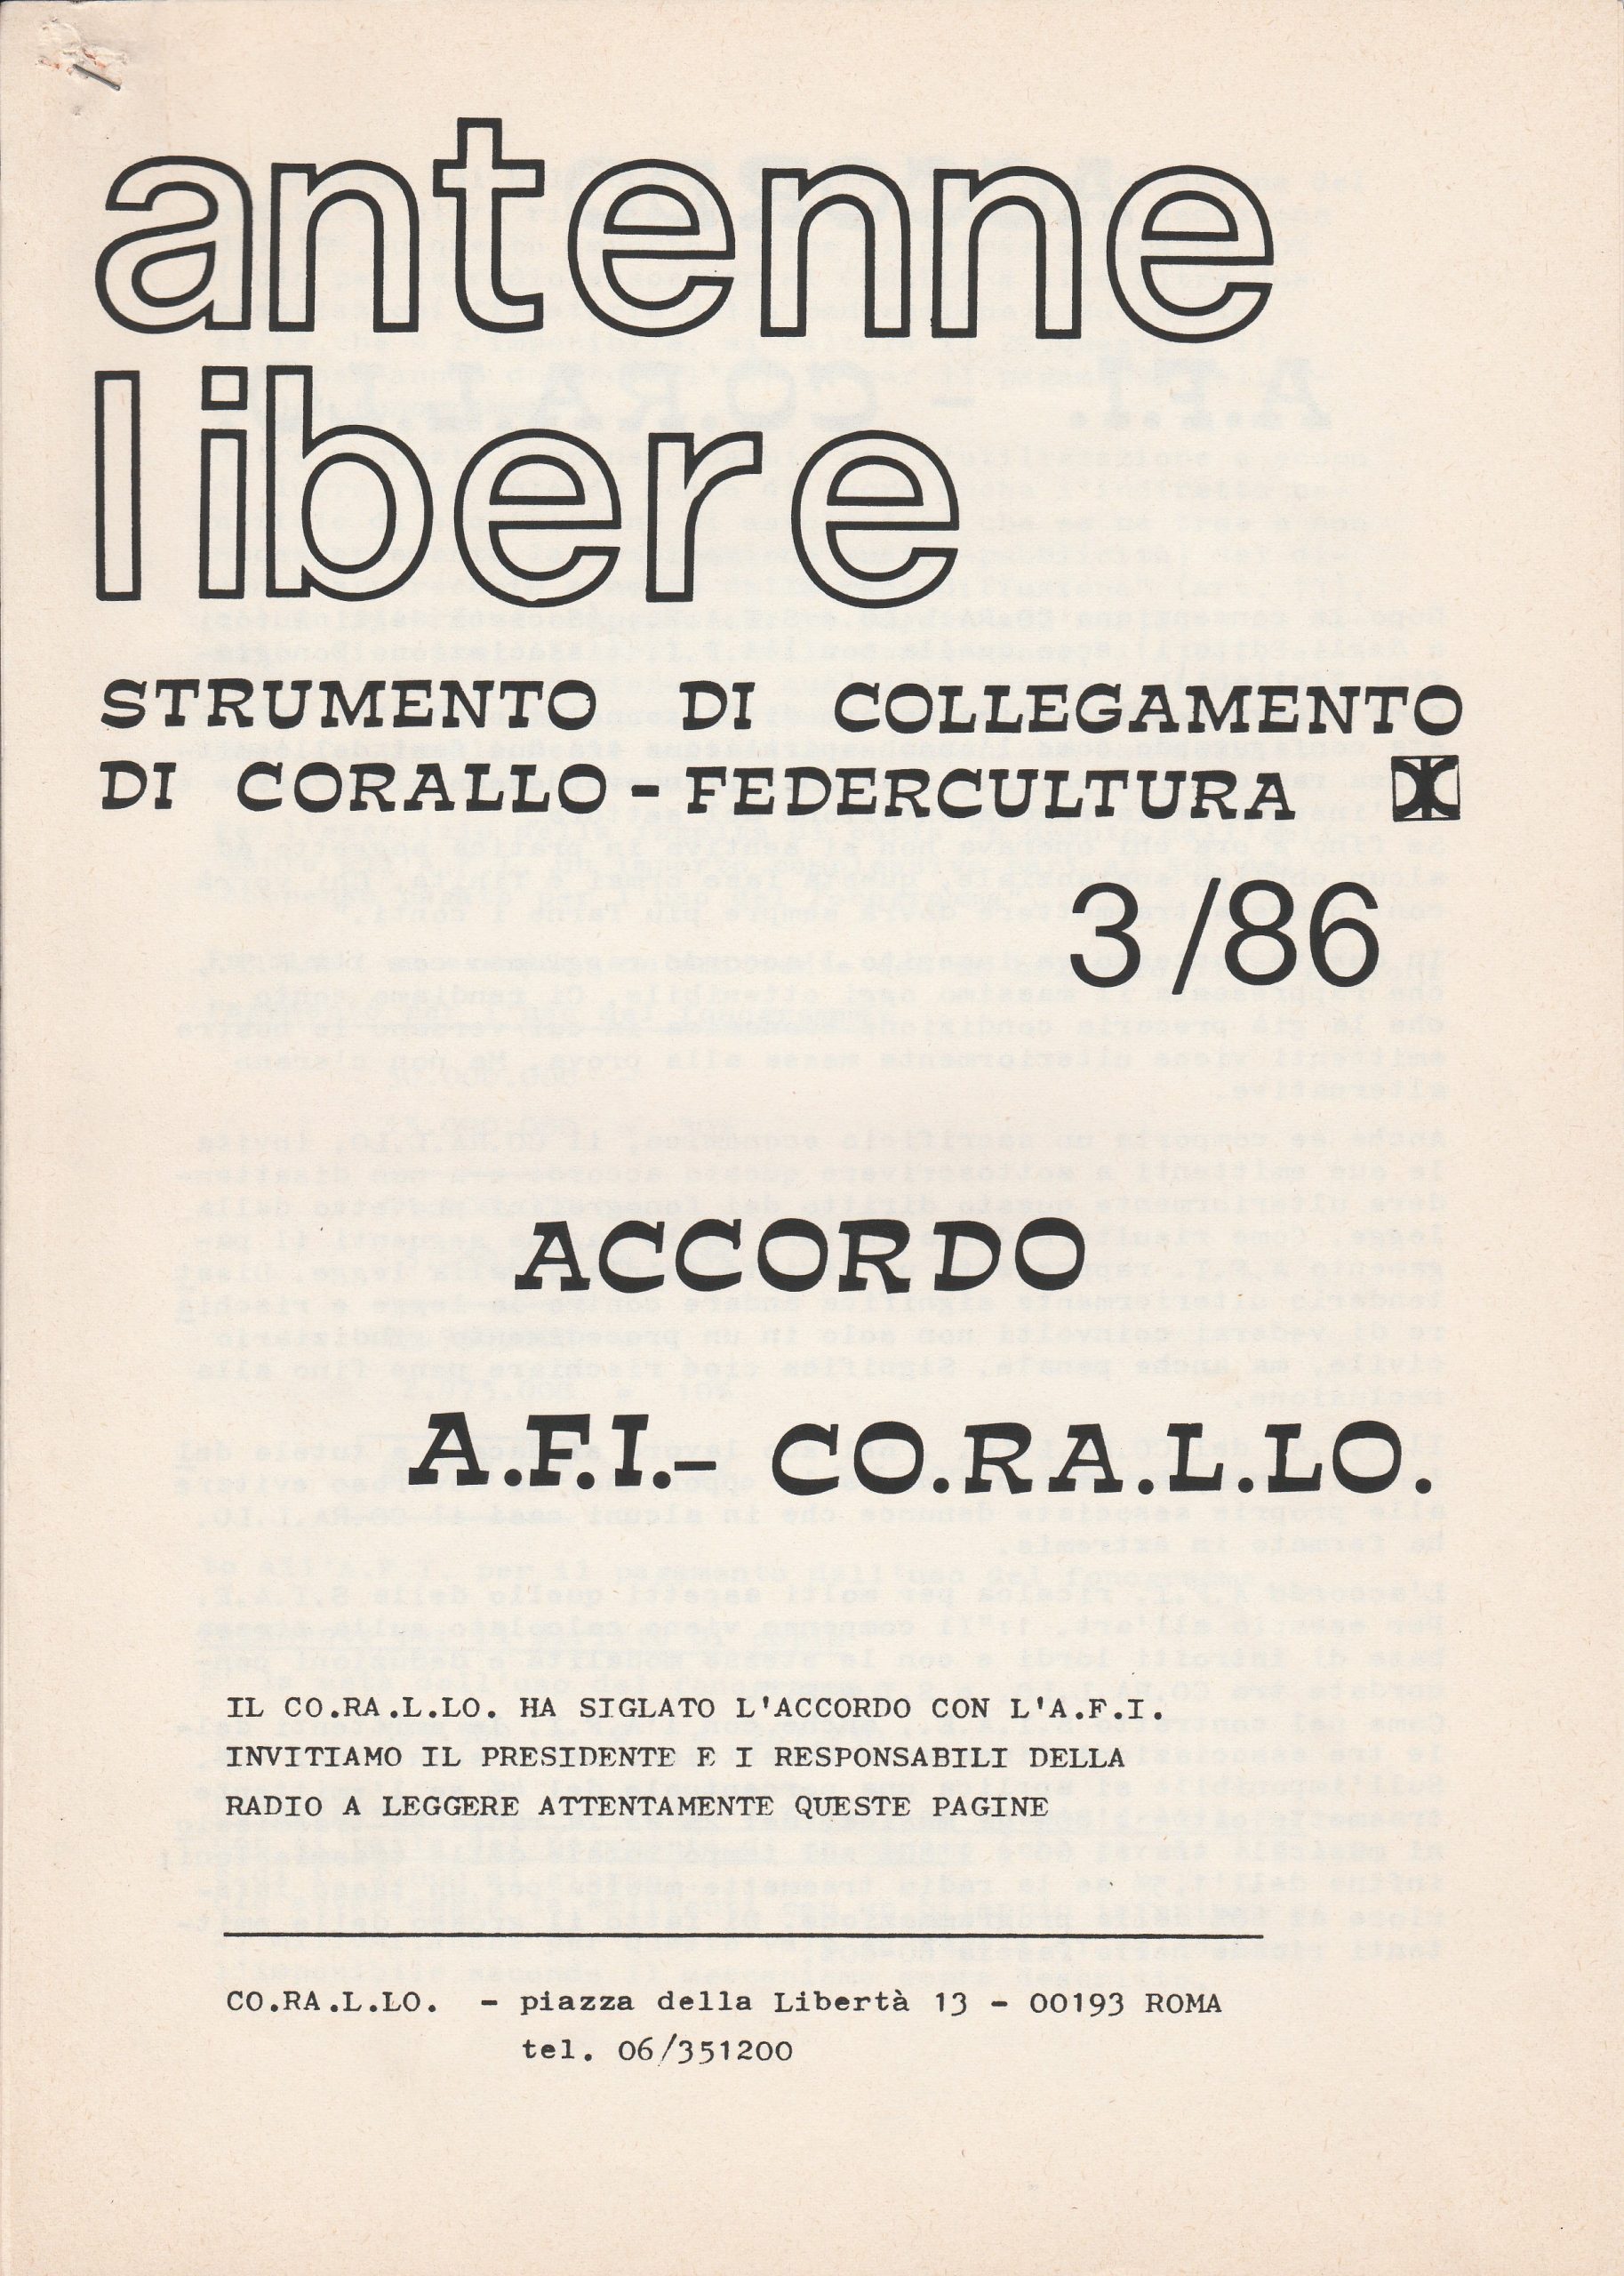 antenne
libere
STRUMENTO DI COLLEGAMENTO
DI CORALLO - FEDERCULTURA
3/86
ACCORDO
A.F.I.- CO.RA.L.LO.
IL CO.RA.L.LO. HA SIGLATO L'ACCORDO CON L'A.F.I.
INVITIAMO IL PRESIDENTE E I RESPONSABILI DELLA
RADIO A LEGGERE ATTENTAMENTE QUESTE PAGINE
CO.RA.L.LO. - piazza della Libertà 13 - 00193 ROMA
tel. 06/351200